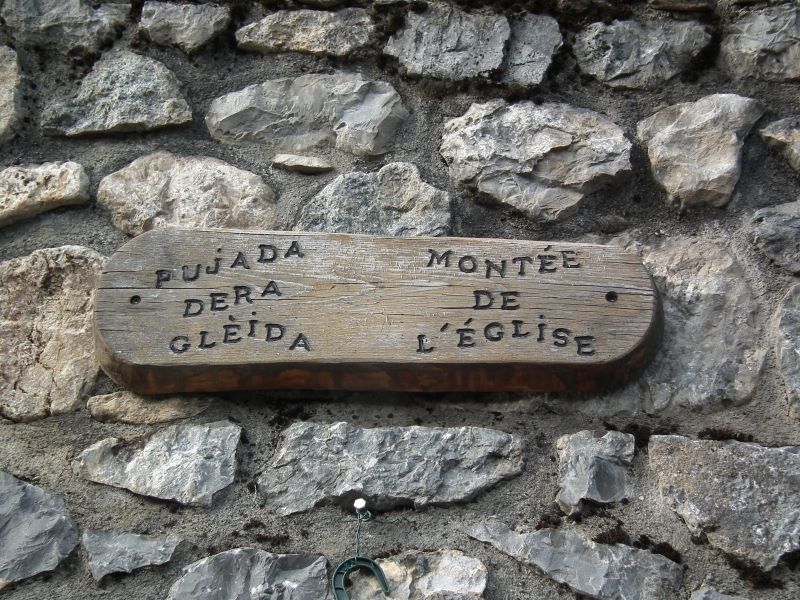 PUJADA
DERA
GLÈIDA
MONTÉE
DE
L'ÉGLISE